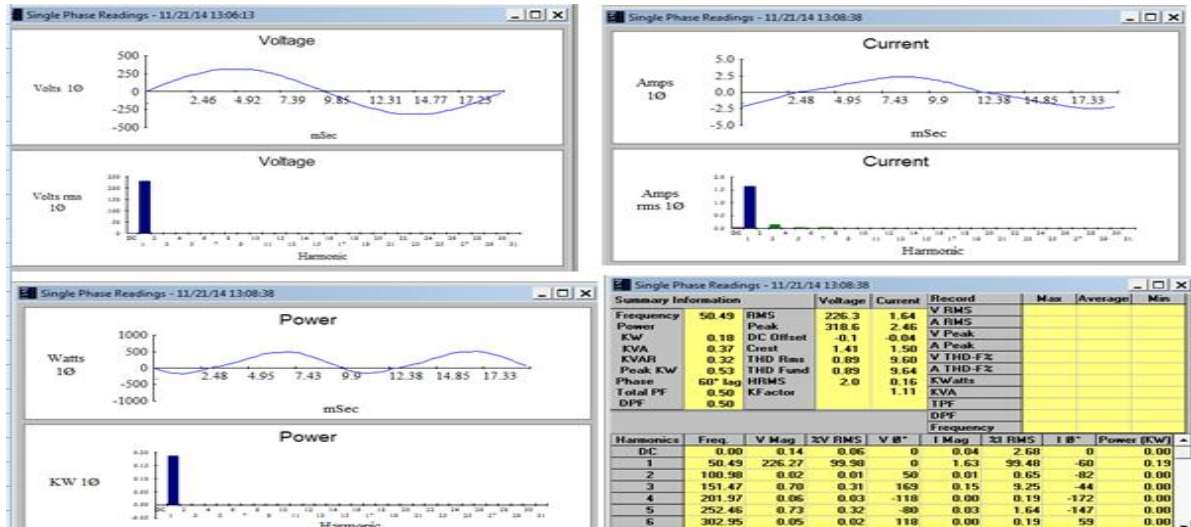 Single Phase Readings - 11/21/14 13:06:13
Voltage
500
250
0
-250
-500
Volts 1Ø
2.46 4.92 7.39 9.85 12.31 14.77 17.23
mSec
Voltage
Volts rms
1Ø
DC
Harmonic
Single Phase Readings - 11/21/14 13:08:38
Current
5.0
2.5
0
-2.5
-5.0
Amps
1Ø
2.48 4.95 7.43 9.9 12.38 14.85 17.33
mSec
Current
Amps
rms 1Ø
DC
Harmonic
Single Phase Readings - 11/21/14 13:08:38
Power
1000
500
0
-500
-1000
Watts
1Ø
2.48 4.95 7.43 9.9 12.38 14.85 17.33
mSec
Power
KW 1Ø
DC
Harmonic
Single Phase Readings - 11/21/14 13:08:38
Summary Information Voltage Current Record Max Average Min
Frequency 50.49 RMS 226.3 1.64 V RMS
Power Peak 318.6 2.46 A RMS
KW 0.18 DC Offset -0.1 -0.04 V Peak
KVA 0.37 Crest 1.41 1.50 A Peak
KVAR 0.32 THD Rms 0.89 9.60 V THD-F%
Peak KW 0.53 THD Fund 0.89 9.64 A THD-F%
Phase 60° lag HRMS 2.0 0.16 KWatts
Total PF 0.50 KFactor 1.11 KVA
DPF 0.50 TPF
DPF
Frequency
Harmonics Freq. V Mag %V RMS V Ø° I Mag %I RMS I Ø° Power (KW)
DC 0.00 0.14 0.06 0 0.04 2.68 0 0.00
1 50.49 226.27 99.98 0 1.63 99.48 -60 0.19
2 100.98 0.02 0.01 50 0.01 0.65 -82 0.00
3 151.47 0.70 0.31 169 0.15 9.25 -44 0.00
4 201.97 0.06 0.03 -118 0.00 0.19 -172 0.00
5 252.46 0.73 0.32 -80 0.03 1.64 -147 0.00
6 302.95 0.05 0.02 118 0.00 0.19 59 0.00